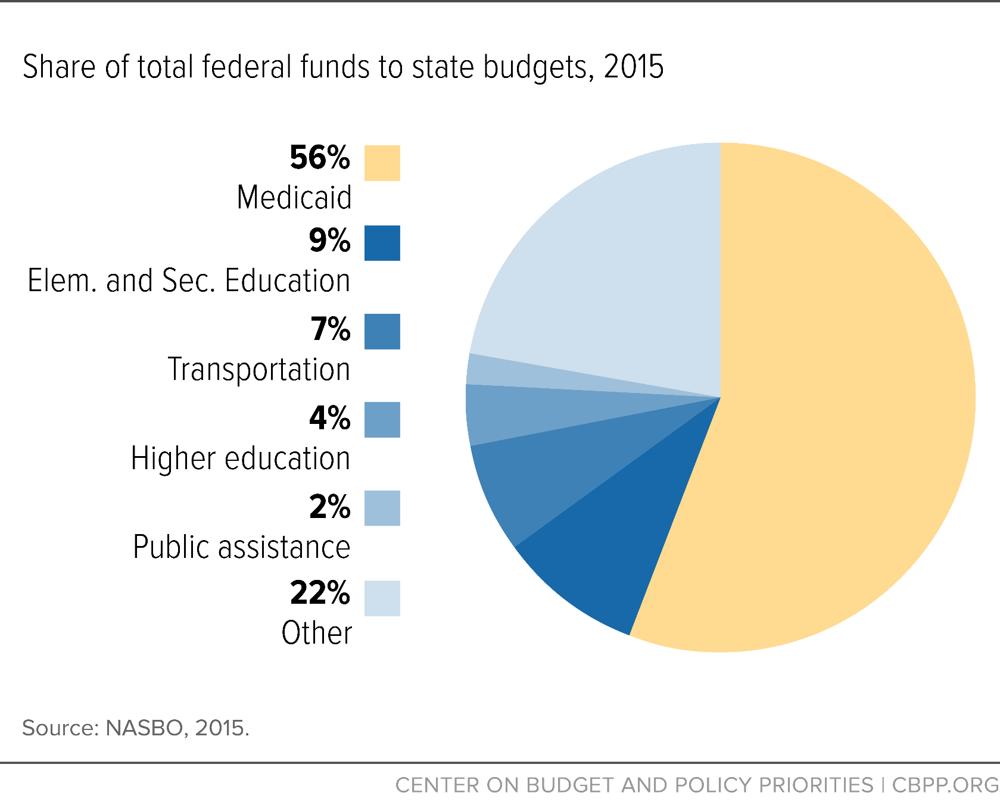 Share of total federal funds to state budgets, 2015
56%
Medicaid
9%
Elem. and Sec. Education
7%
Transportation
4%
Higher education
2%
Public assistance
22%
Other
Source: NASBO, 2015.
CENTER ON BUDGET AND POLICY PRIORITIES | CBPP.ORG